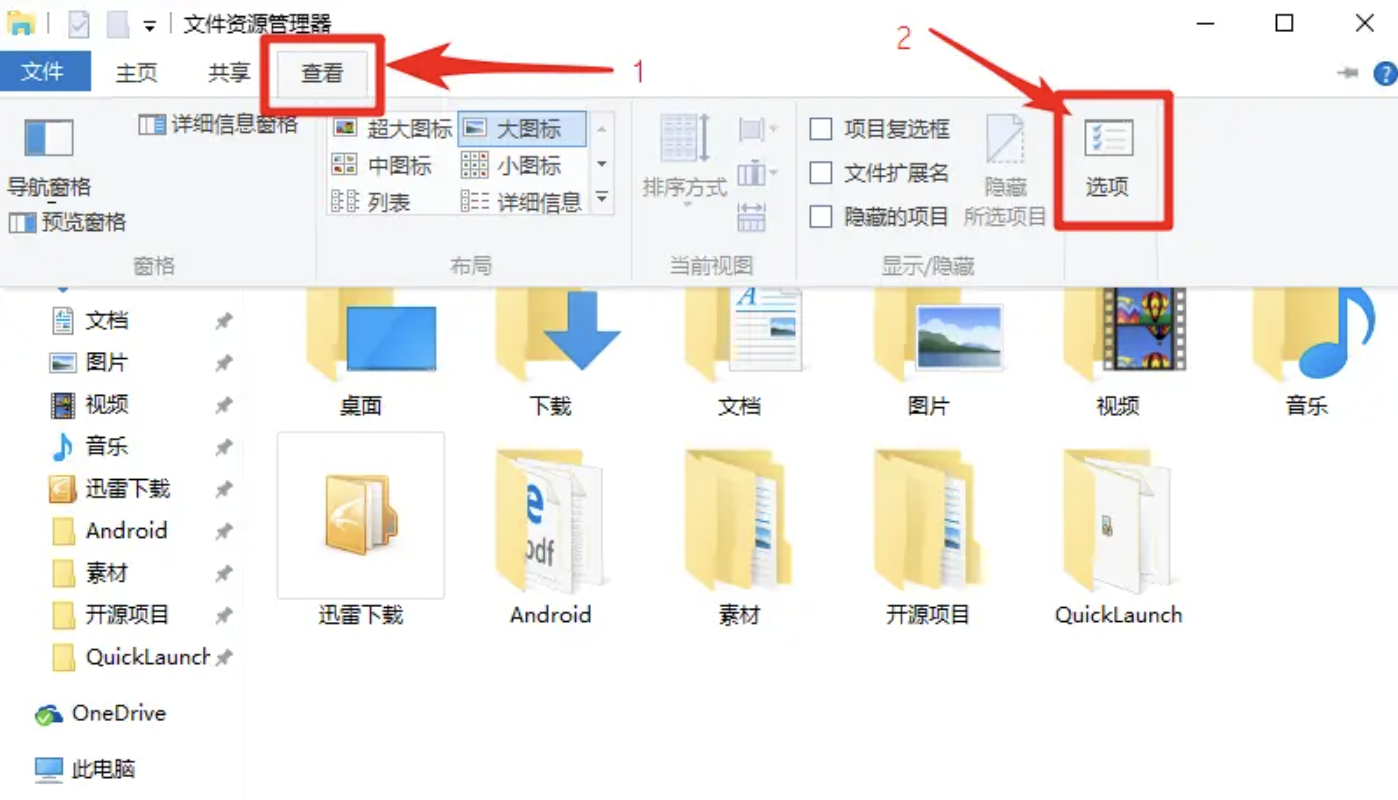 文件资源管理器
2
文件 主页 共享 查看 1
导航窗格
预览窗格
详细信息窗格
窗格
超大图标 大图标
中图标 小图标
列表 详细信息
布局
排序方式
当前视图
项目复选框
文件扩展名
隐藏的项目
隐藏
所选项目
显示/隐藏
选项
文档
图片
视频
音乐
迅雷下载
Android
素材
开源项目
QuickLaunch
OneDrive
此电脑
桌面 下载 文档 图片 视频 音乐
pdf
迅雷下载 Android 素材 开源项目 QuickLaunch